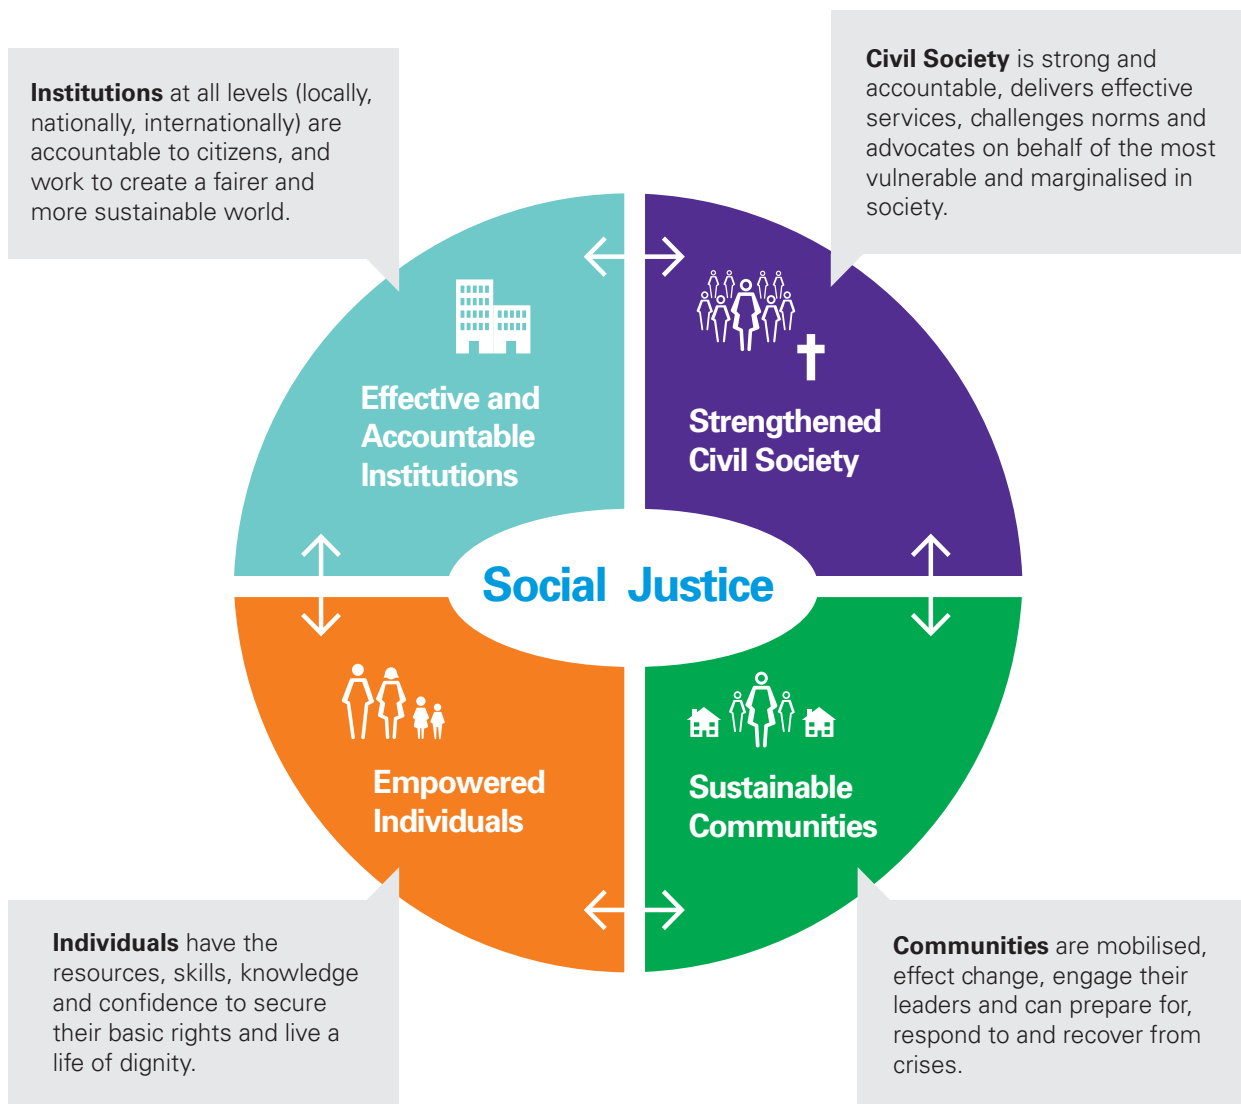 Institutions at all levels (locally,
nationally, internationally) are
accountable to citizens, and
work to create a fairer and
more sustainable world.
Civil Society is strong and
accountable, delivers effective
services, challenges norms and
advocates on behalf of the most
vulnerable and marginalised in
society.
Effective and
Accountable
Institutions
Strengthened
Civil Society
Social Justice
Empowered
Individuals
Sustainable
Communities
Individuals have the
resources, skills, knowledge
and confidence to secure
their basic rights and live a
life of dignity.
Communities are mobilised,
effect change, engage their
leaders and can prepare for,
respond to and recover from
crises.